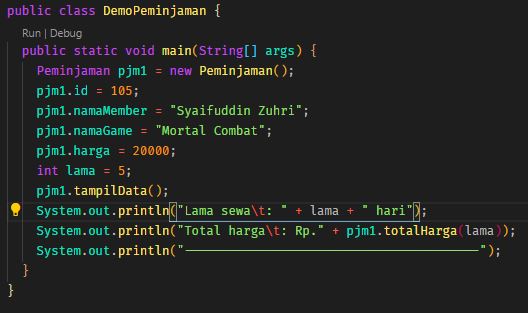 public class DemoPeminjaman {
Run | Debug
public static void main(String[] args) {
Peminjaman pjm1 = new Peminjaman();
pjm1.id = 105;
pjm1.namaMember = "Syaifuddin Zuhri";
pjm1.namaGame = "Mortal Combat";
pjm1.harga = 20000;
int lama = 5;
pjm1.tampilData();
System.out.println("Lama sewa\t: " + lama + " hari");
System.out.println("Total harga\t: Rp." + pjm1.totalHarga(lama));
System.out.println("----------------------------------------");
}
}